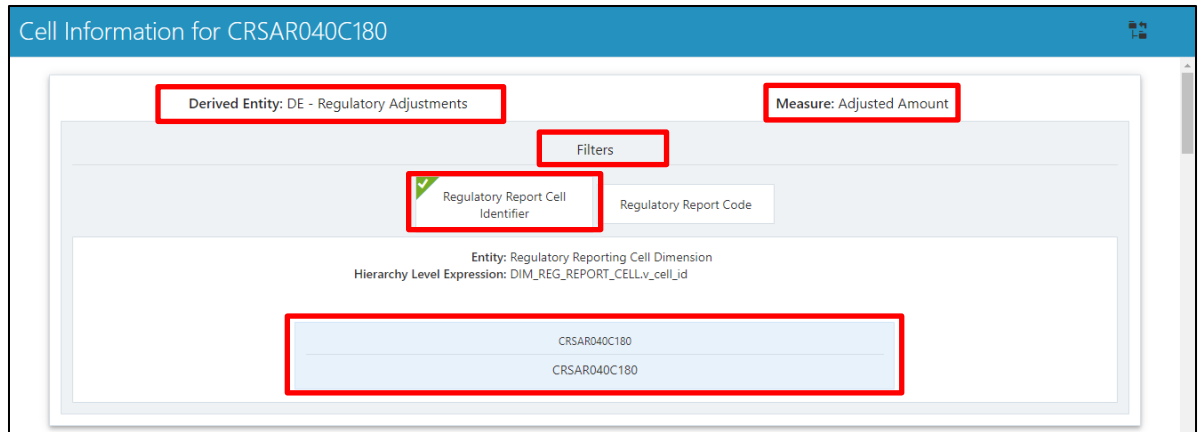 Cell Information for CRSAR040C180
Derived Entity: DE - Regulatory Adjustments
Measure: Adjusted Amount
Filters
Regulatory Report Cell
Identifier
Regulatory Report Code
Entity: Regulatory Reporting Cell Dimension
Hierarchy Level Expression: DIM_REG_REPORT_CELL.v_cell_id
CRSAR040C180
CRSAR040C180